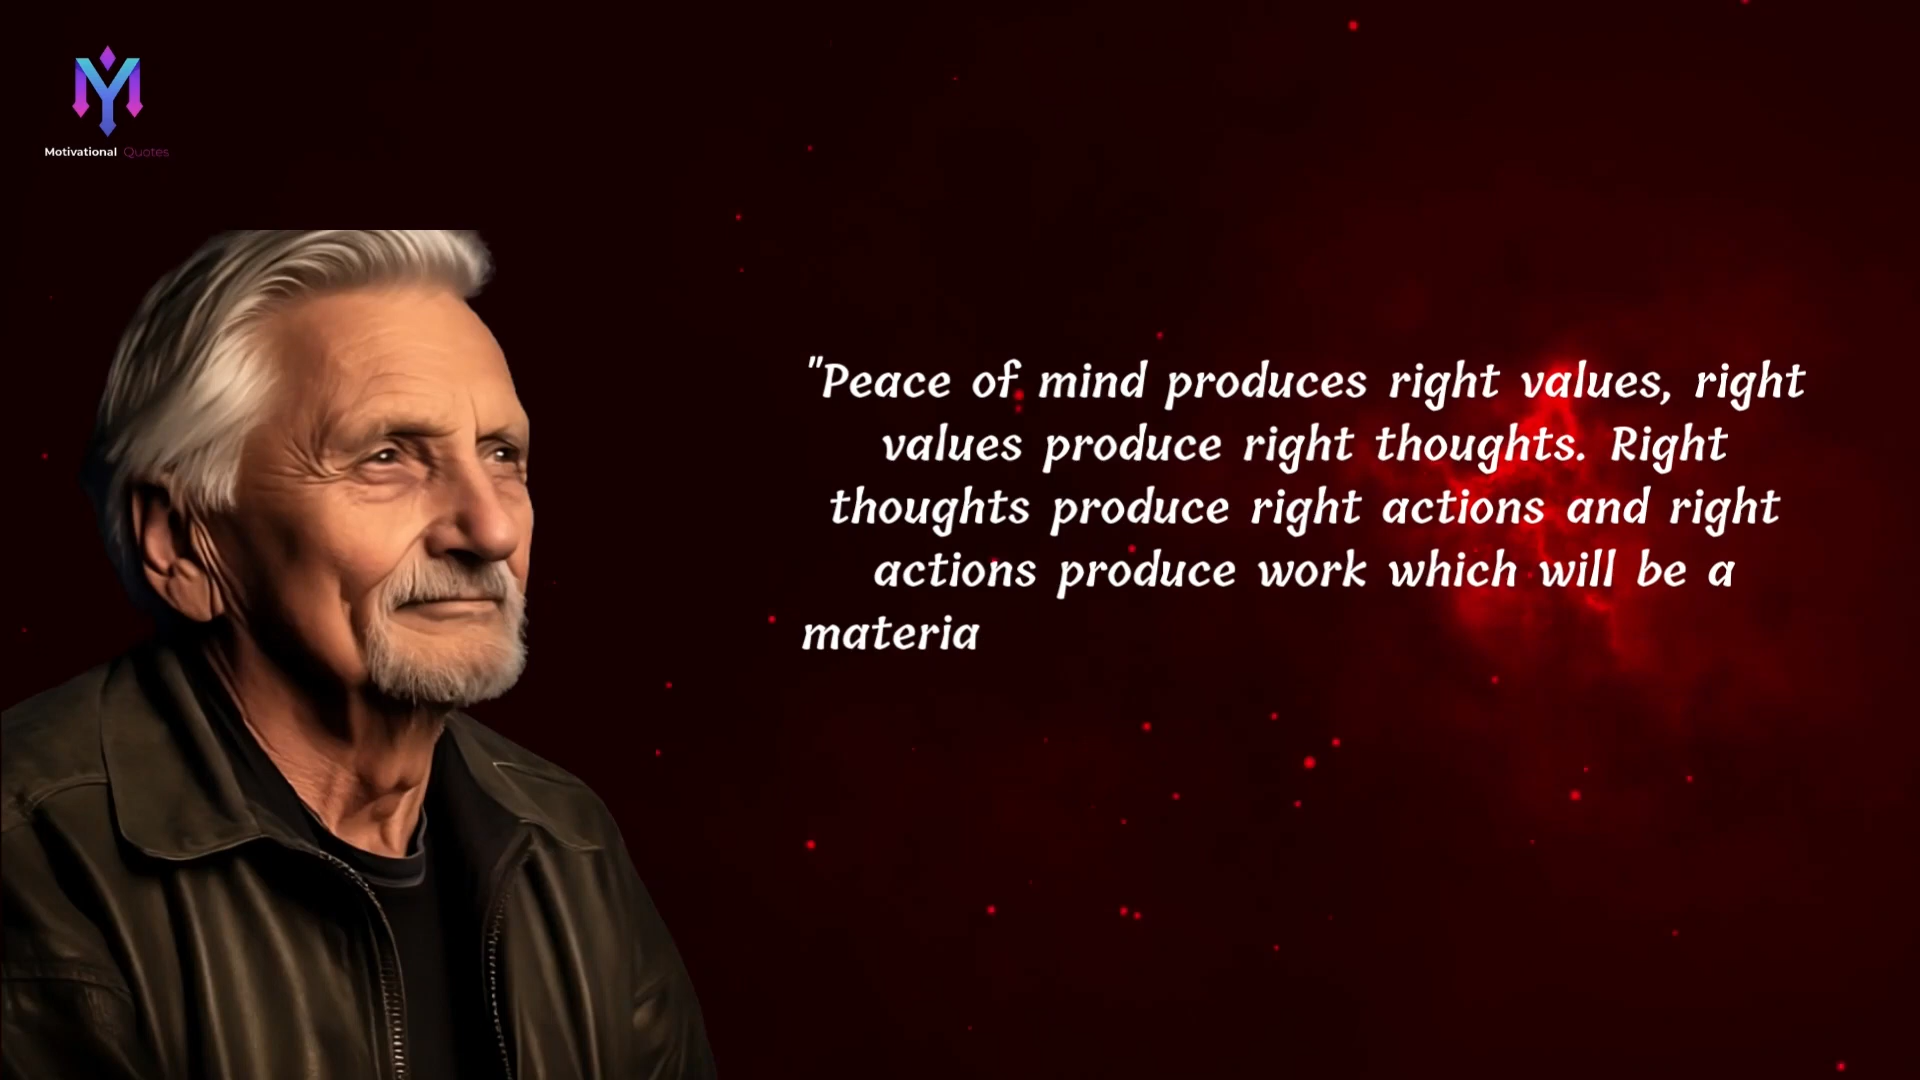 Motivational Quotes
"Peace of mind produces right values, right
values produce right thoughts. Right
thoughts produce right actions and right
actions produce work which will be a
materia